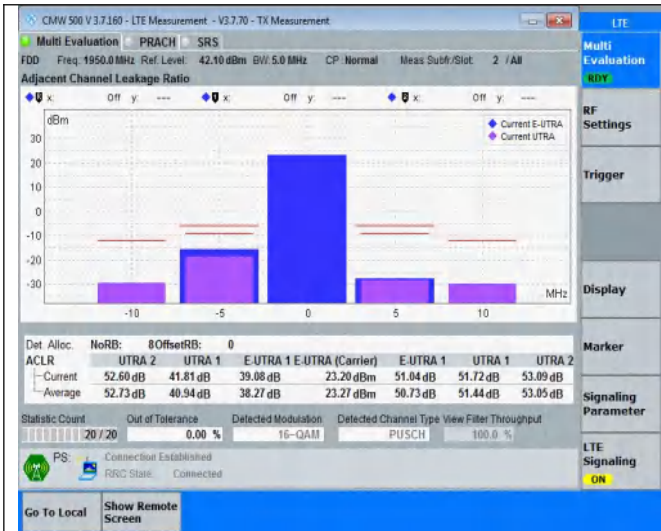 CMW 500 V 3.7.160 - LTE Measurement - V3.7.70 - TX Measurement
LTE
Multi Evaluation PRACH SRS
FDD Freq: 1950.0 MHz Ref. Level: 42.10 dBm BW: 5.0 MHz CP: Normal Meas Subfr./Slot: 2 / All
Adjacent Channel Leakage Ratio
x: Off y: --- x: Off y: --- x: Off y: ---
dBm
Current E-UTRA
Current UTRA
30
20
10
0
-10
-20
-30
MHz
-10 -5 0 5 10
Det. Alloc. NoRB: 8 OffsetRB: 0
ACLR UTRA 2 UTRA 1 E-UTRA 1 E-UTRA (Carrier) E-UTRA 1 UTRA 1 UTRA 2
Current 52.60 dB 41.81 dB 39.08 dB 23.20 dBm 51.04 dB 51.72 dB 53.09 dB
Average 52.73 dB 40.94 dB 38.27 dB 23.27 dBm 50.73 dB 51.44 dB 53.05 dB
Statistic Count Out of Tolerance Detected Modulation Detected Channel Type View Filter Throughput
20 / 20 0.00 % 16-QAM PUSCH 100.0 %
PS: Connection Established
RRC State: Connected
Go To Local
Show Remote
Screen
Multi
Evaluation
RDY
RF
Settings
Trigger
Display
Marker
Signaling
Parameter
LTE
Signaling
ON